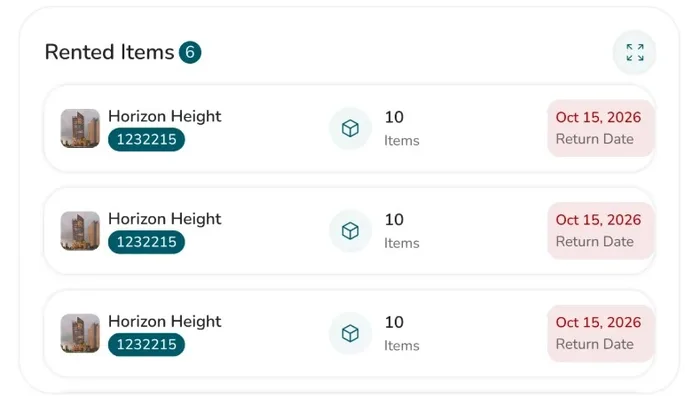 Rented Items 6
Horizon Height
1232215
10
Items
Oct 15, 2026
Return Date
Horizon Height
1232215
10
Items
Oct 15, 2026
Return Date
Horizon Height
1232215
10
Items
Oct 15, 2026
Return Date